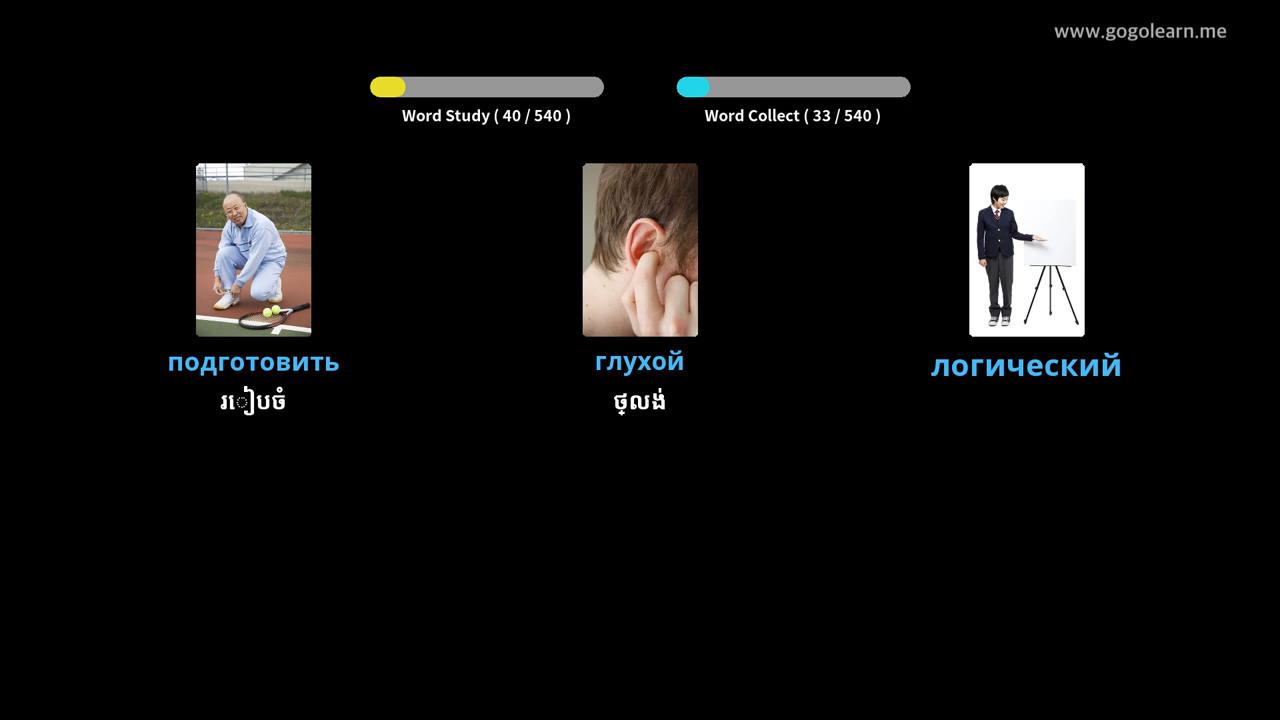 www.gogolearn.me
Word Study ( 40 / 540 )
Word Collect ( 33 / 540 )
подготовить
глухой
логический
រៀបចំ
ថ្លង់